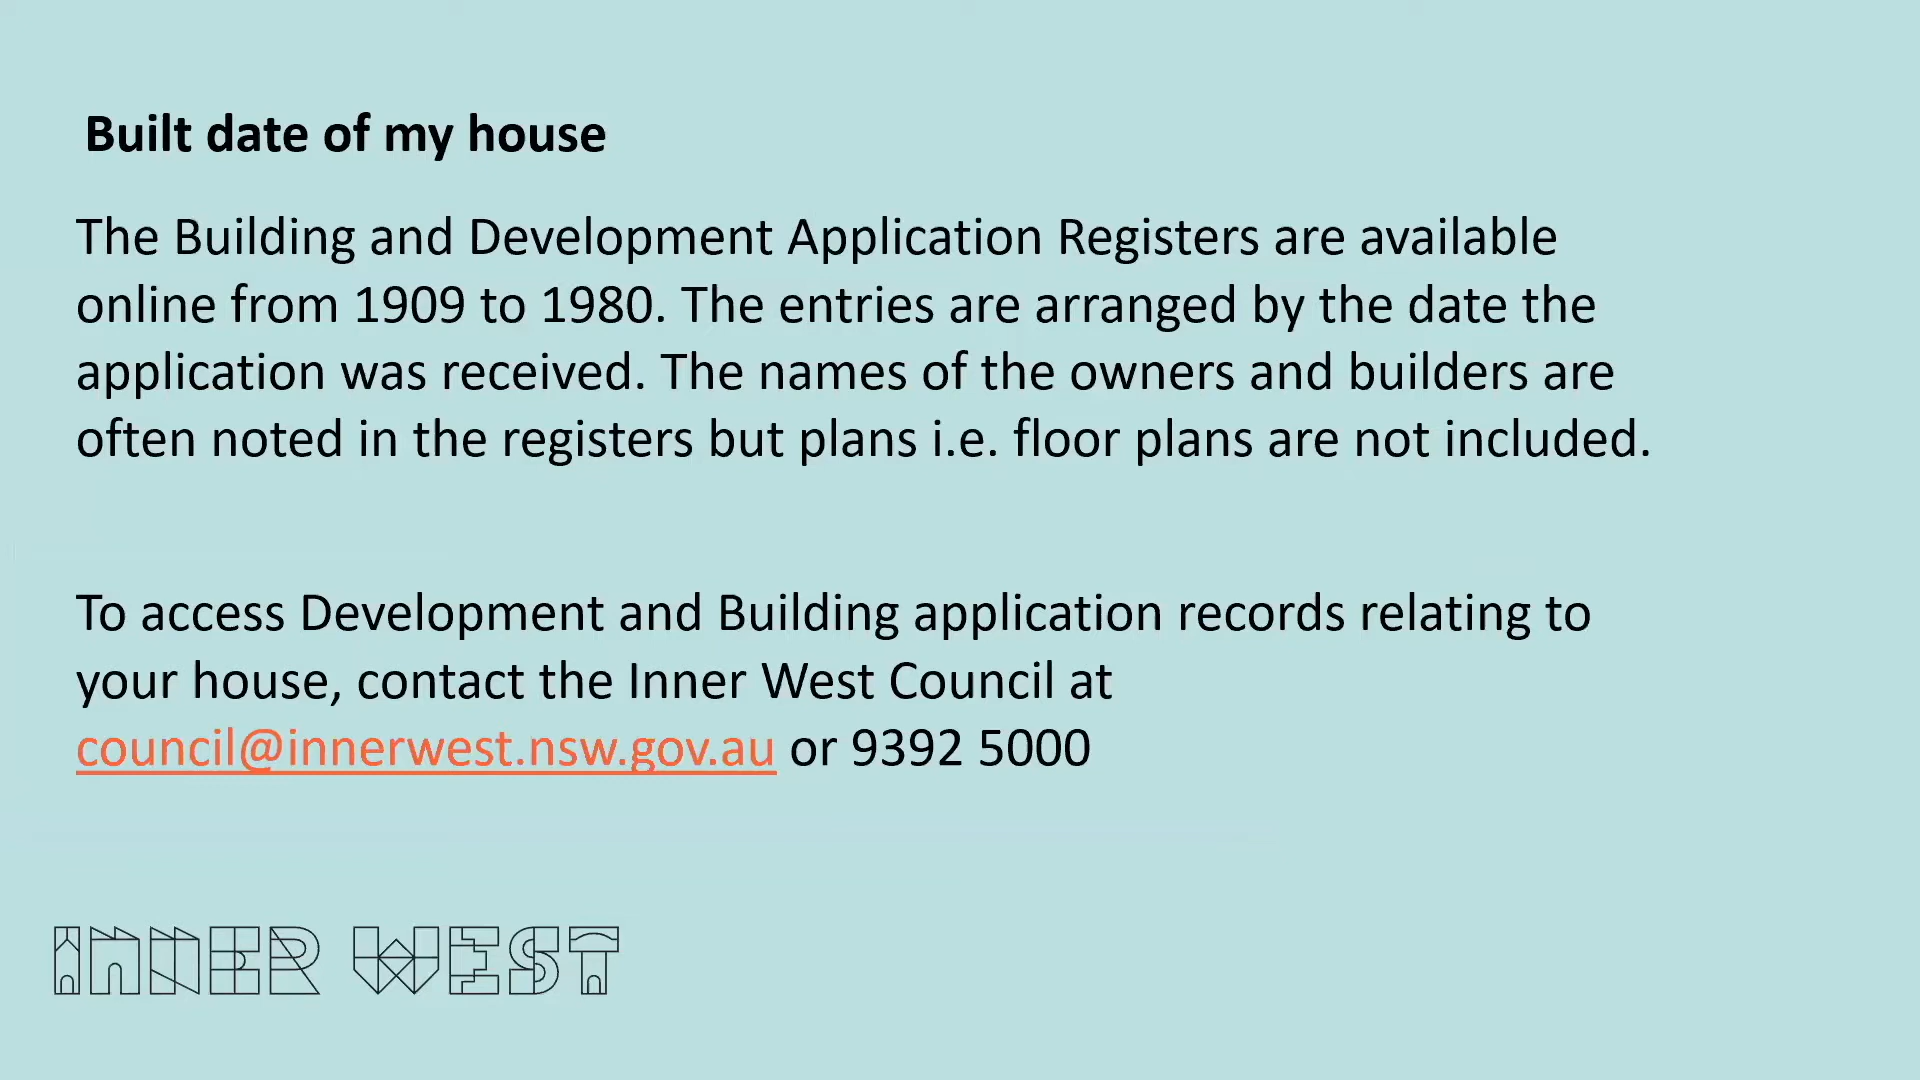 Built date of my house
The Building and Development Application Registers are available
online from 1909 to 1980. The entries are arranged by the date the
application was received. The names of the owners and builders are
often noted in the registers but plans i.e. floor plans are not included.
To access Development and Building application records relating to
your house, contact the Inner West Council at
council@innerwest.nsw.gov.au or 9392 5000
INNER WEST